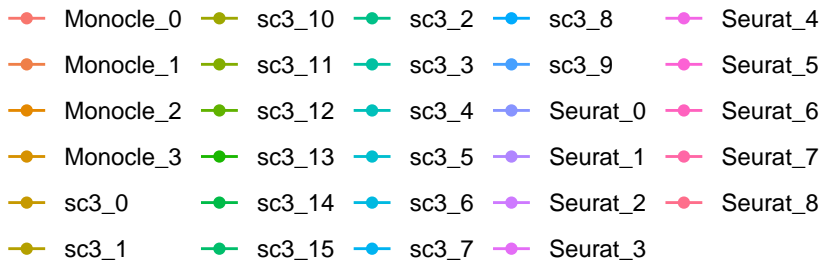 Monocle_0 sc3_10 sc3_2 sc3_8 Seurat_4
Monocle_1 sc3_11 sc3_3 sc3_9 Seurat_5
Monocle_2 sc3_12 sc3_4 Seurat_0 Seurat_6
Monocle_3 sc3_13 sc3_5 Seurat_1 Seurat_7
sc3_0 sc3_14 sc3_6 Seurat_2 Seurat_8
sc3_1 sc3_15 sc3_7 Seurat_3